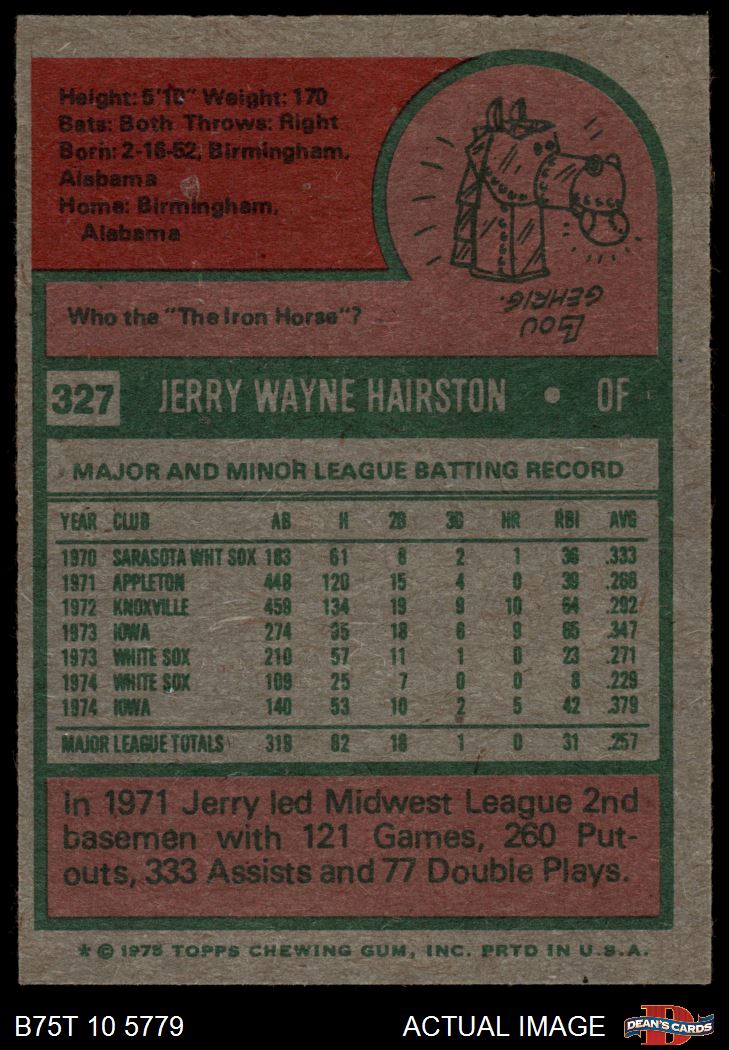 Height: 5'10" Weight: 170
Bats: Both Throws: Right
Born: 2-16-52, Birmingham,
Alabama
Home: Birmingham,
Alabama
Who the "The Iron Horse"?
LOU
GEHRIG.
327 JERRY WAYNE HAIRSTON • OF
MAJOR AND MINOR LEAGUE BATTING RECORD
YEAR CLUB AB H 2B 3B HR RBI AVG
1970 SARASOTA WHT SOX 183 61 8 2 1 36 .333
1971 APPLETON 448 120 15 4 0 39 .268
1972 KNOXVILLE 459 134 19 9 10 64 .292
1973 IOWA 274 95 18 6 9 65 .347
1973 WHITE SOX 210 57 11 1 0 23 .271
1974 WHITE SOX 109 25 7 0 0 8 .229
1974 IOWA 140 53 10 2 5 42 .379
MAJOR LEAGUE TOTALS 319 82 18 1 0 31 .257
In 1971 Jerry led Midwest League 2nd
basemen with 121 Games, 260 Put-
outs, 333 Assists and 77 Double Plays.
* © 1975 TOPPS CHEWING GUM, INC. PRTD IN U.S.A.
B75T 10 5779 ACTUAL IMAGE DEAN'S CARDS